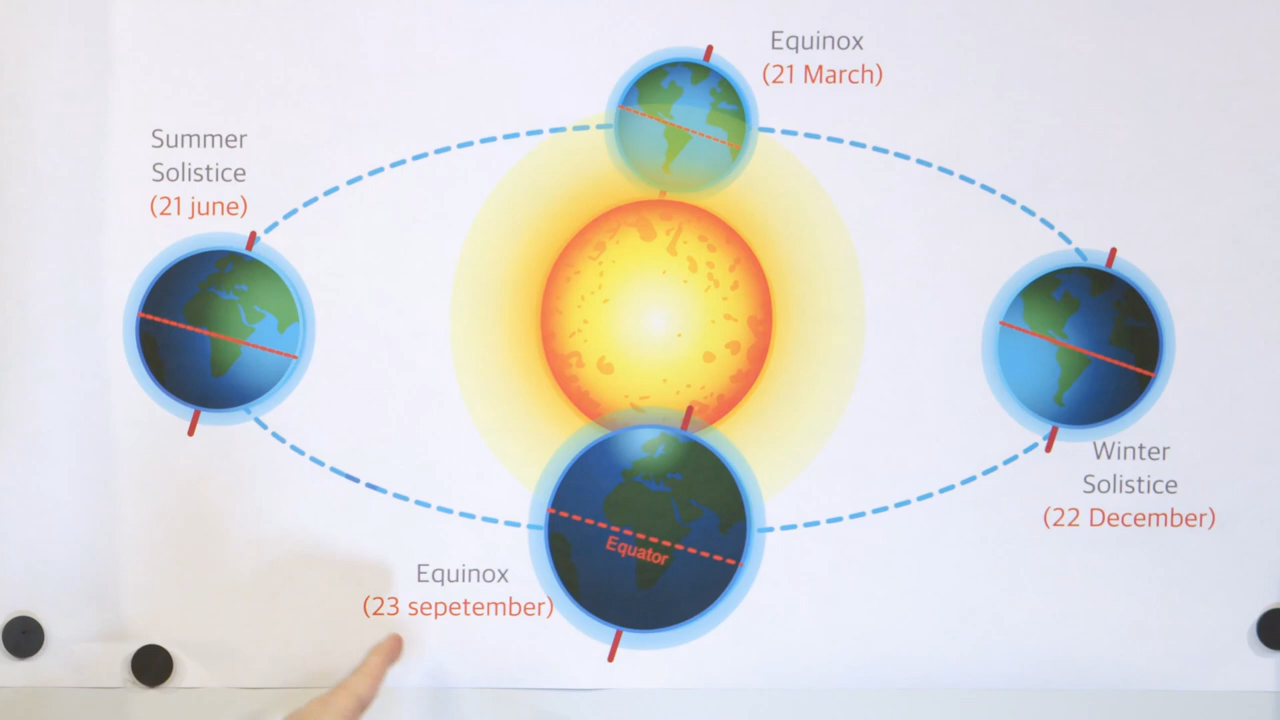 Equinox
(21 March)
Summer
Solistice
(21 june)
Winter
Solistice
(22 December)
Equator
Equinox
(23 sepetember)